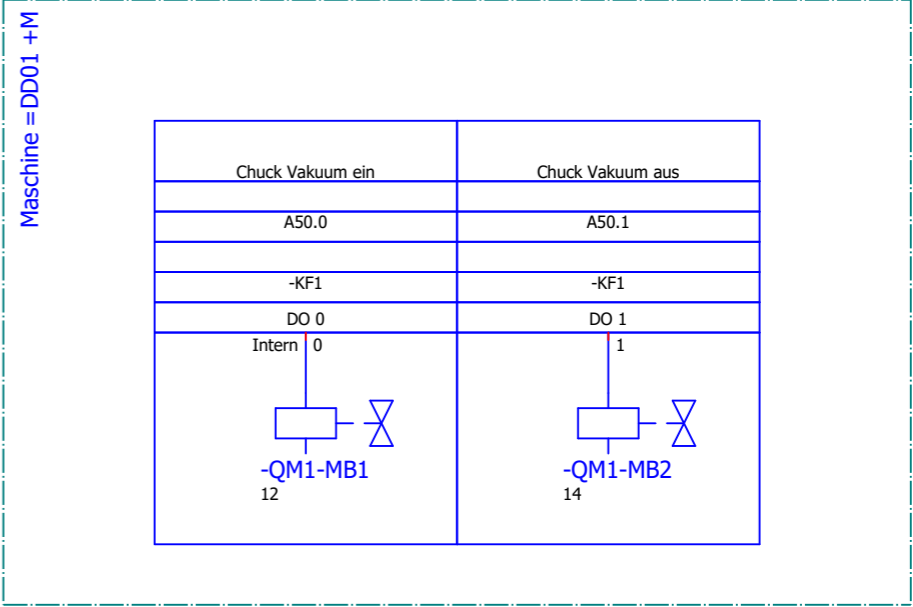 Maschine =DD01 +M
Chuck Vakuum ein
Chuck Vakuum aus
A50.0
A50.1
-KF1
-KF1
DO 0
DO 1
Intern 0
1
-QM1-MB1
-QM1-MB2
12
14